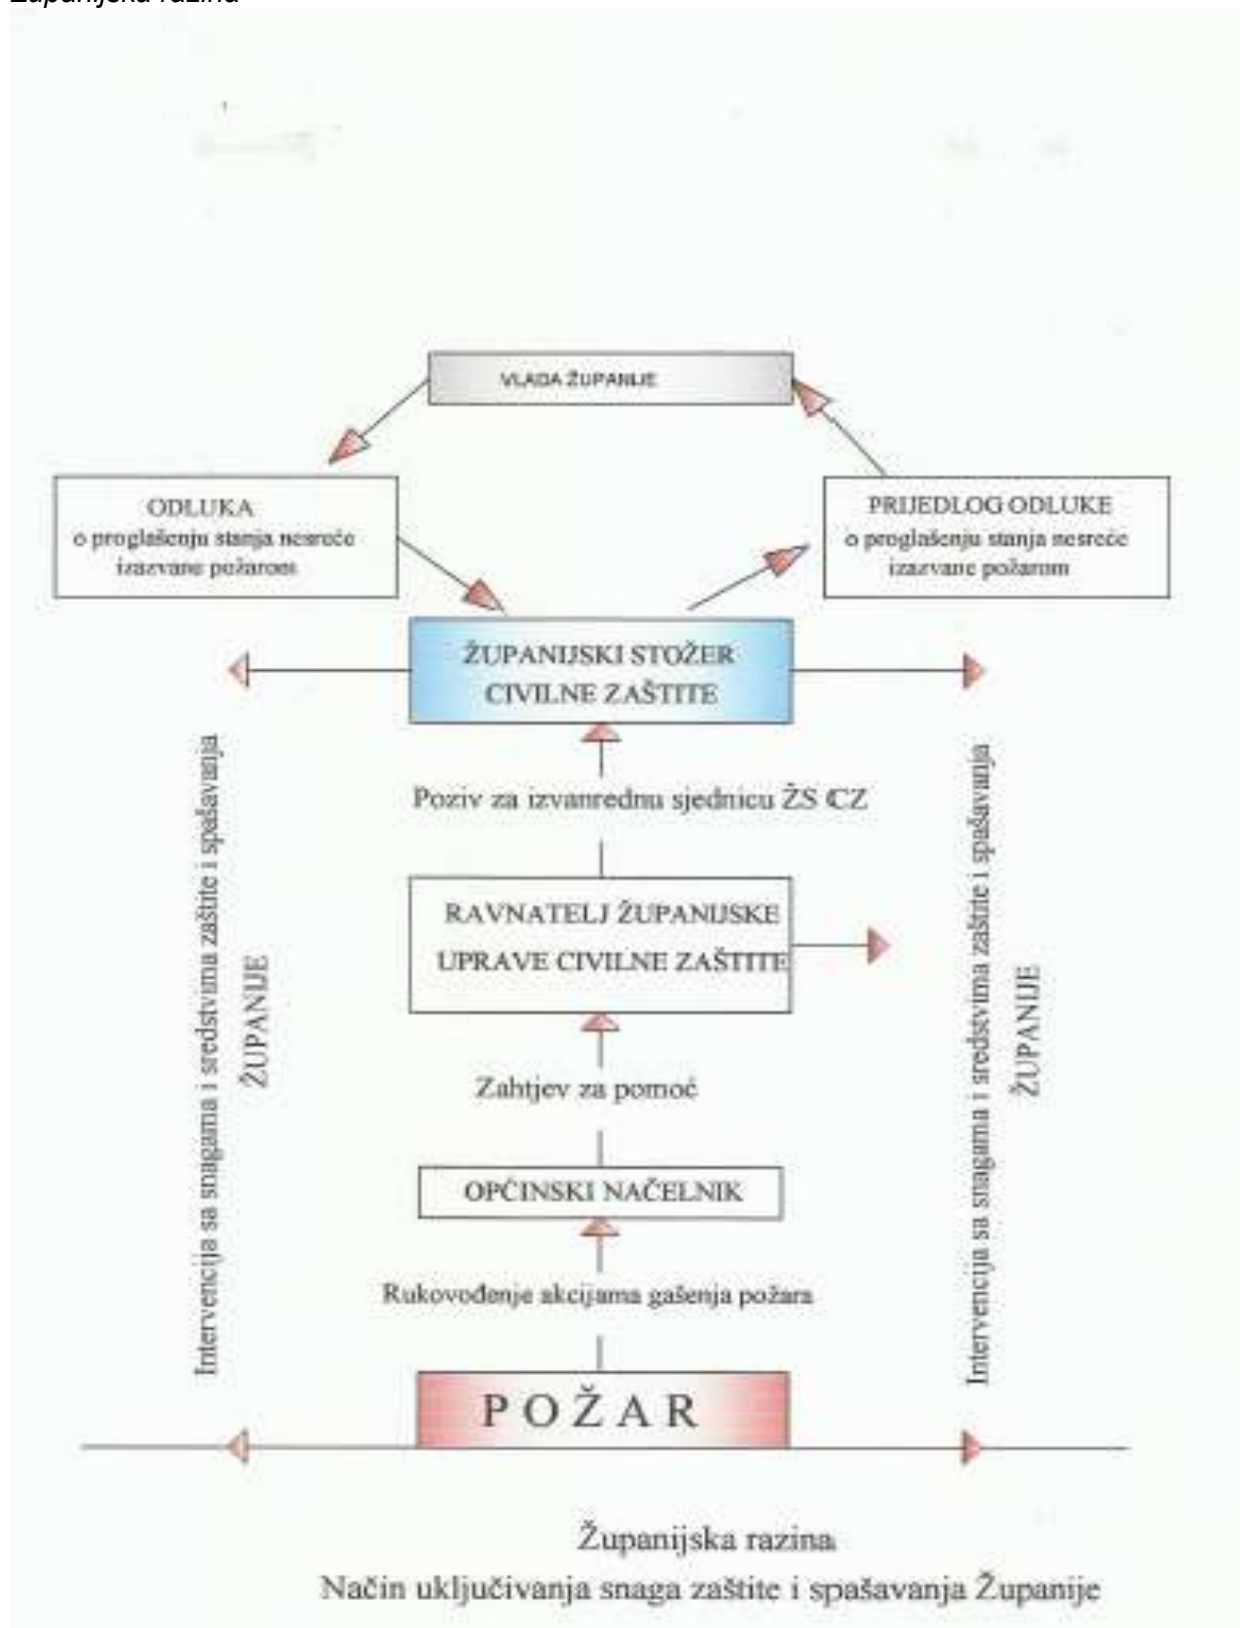 Županijska razina
VLADA ŽUPANIJE
ODLUKA
o proglašenju stanja nesreće
izazvane požarom
PRIJEDLOG ODLUKE
o proglašenju stanja nesreće
izazvane požarom
ŽUPANIJSKI STOŽER
CIVILNE ZAŠTITE
Poziv za izvanrednu sjednicu ŽS CZ
RAVNATELJ ŽUPANIJSKE
UPRAVE CIVILNE ZAŠTITE
Zahtjev za pomoć
OPĆINSKI NAČELNIK
Rukovođenje akcijama gašenja požara
POŽAR
Intervencija sa snagama i sredstvima zaštite i spašavanja
ŽUPANIJE
Intervencija sa snagama i sredstvima zaštite i spašavanja
ŽUPANIJE
Županijska razina
Način uključivanja snaga zaštite i spašavanja Županije